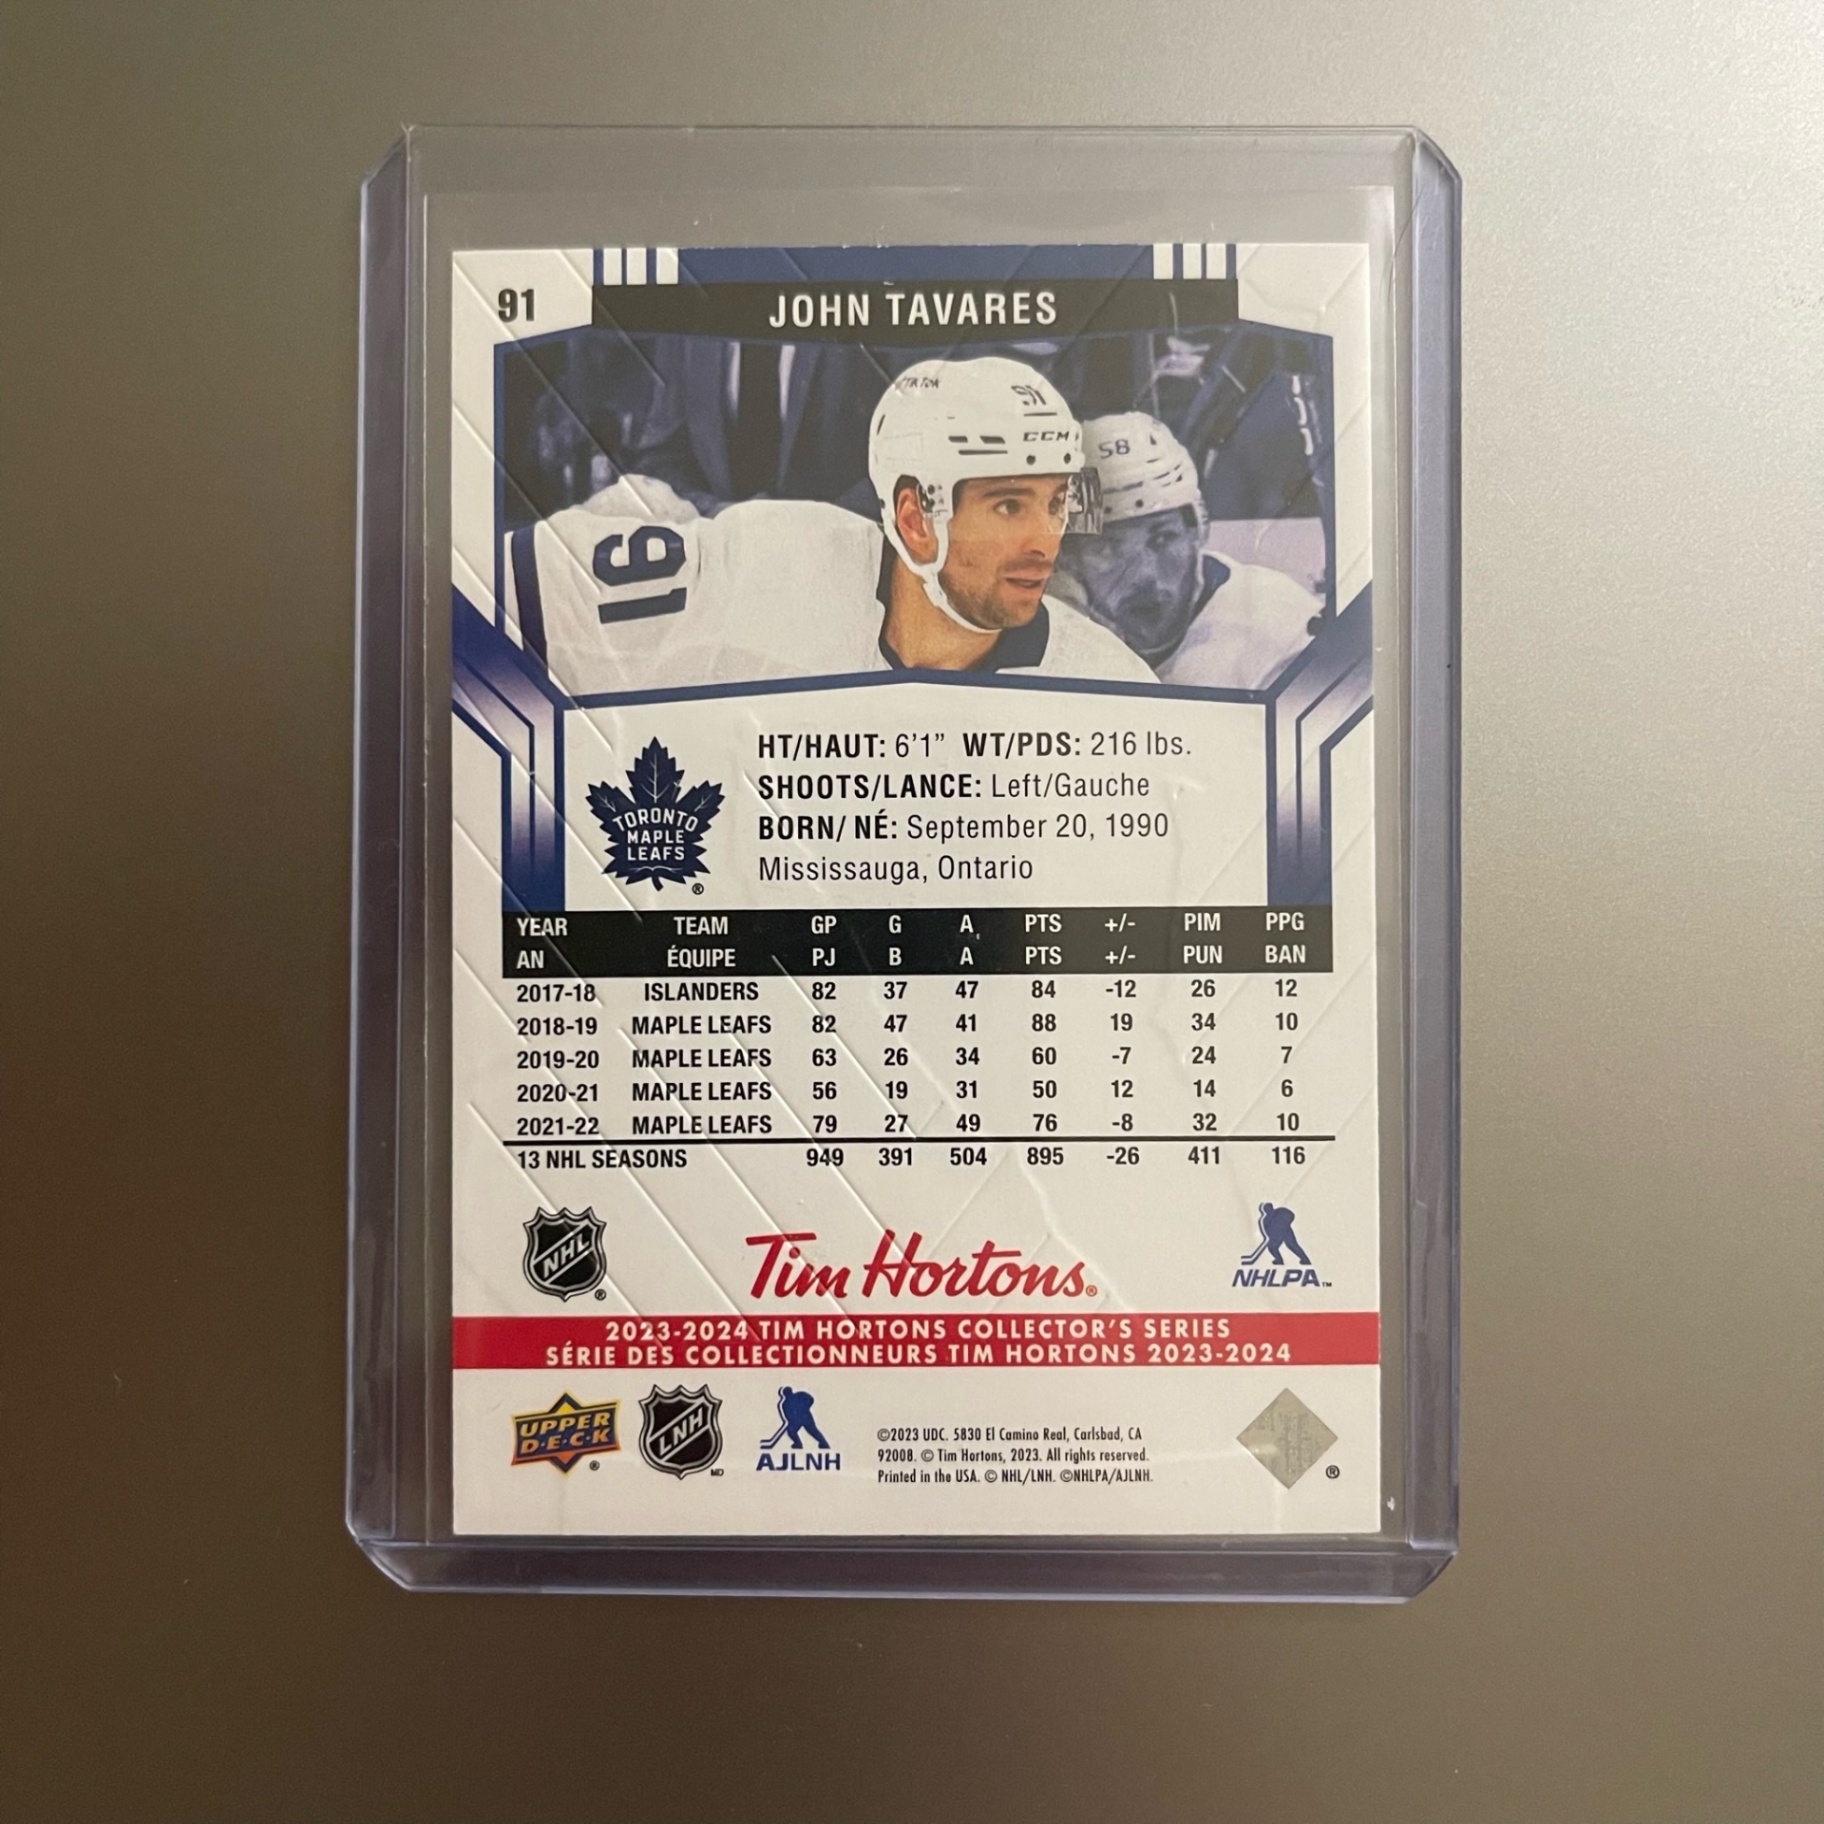 91
JOHN TAVARES
TIKTOK
91
CCM
58
91
HT/HAUT: 6'1" WT/PDS: 216 lbs.
SHOOTS/LANCE: Left/Gauche
BORN/ NÉ: September 20, 1990
Mississauga, Ontario
TORONTO
MAPLE
LEAFS
®
YEAR TEAM GP G A PTS +/- PIM PPG
AN ÉQUIPE PJ B A PTS +/- PUN BAN
2017-18 ISLANDERS 82 37 47 84 -12 26 12
2018-19 MAPLE LEAFS 82 47 41 88 19 34 10
2019-20 MAPLE LEAFS 63 26 34 60 -7 24 7
2020-21 MAPLE LEAFS 56 19 31 50 12 14 6
2021-22 MAPLE LEAFS 79 27 49 76 -8 32 10
13 NHL SEASONS 949 391 504 895 -26 411 116
NHL ®
Tim Hortons®
NHLPA™
2023-2024 TIM HORTONS COLLECTOR'S SERIES
SÉRIE DES COLLECTIONNEURS TIM HORTONS 2023-2024
UPPER
D·E·C·K ®
LNH MD
AJLNH
©2023 UDC. 5830 El Camino Real, Carlsbad, CA
92008. © Tim Hortons, 2023. All rights reserved.
Printed in the USA. © NHL/LNH. ©NHLPA/AJLNH.
®